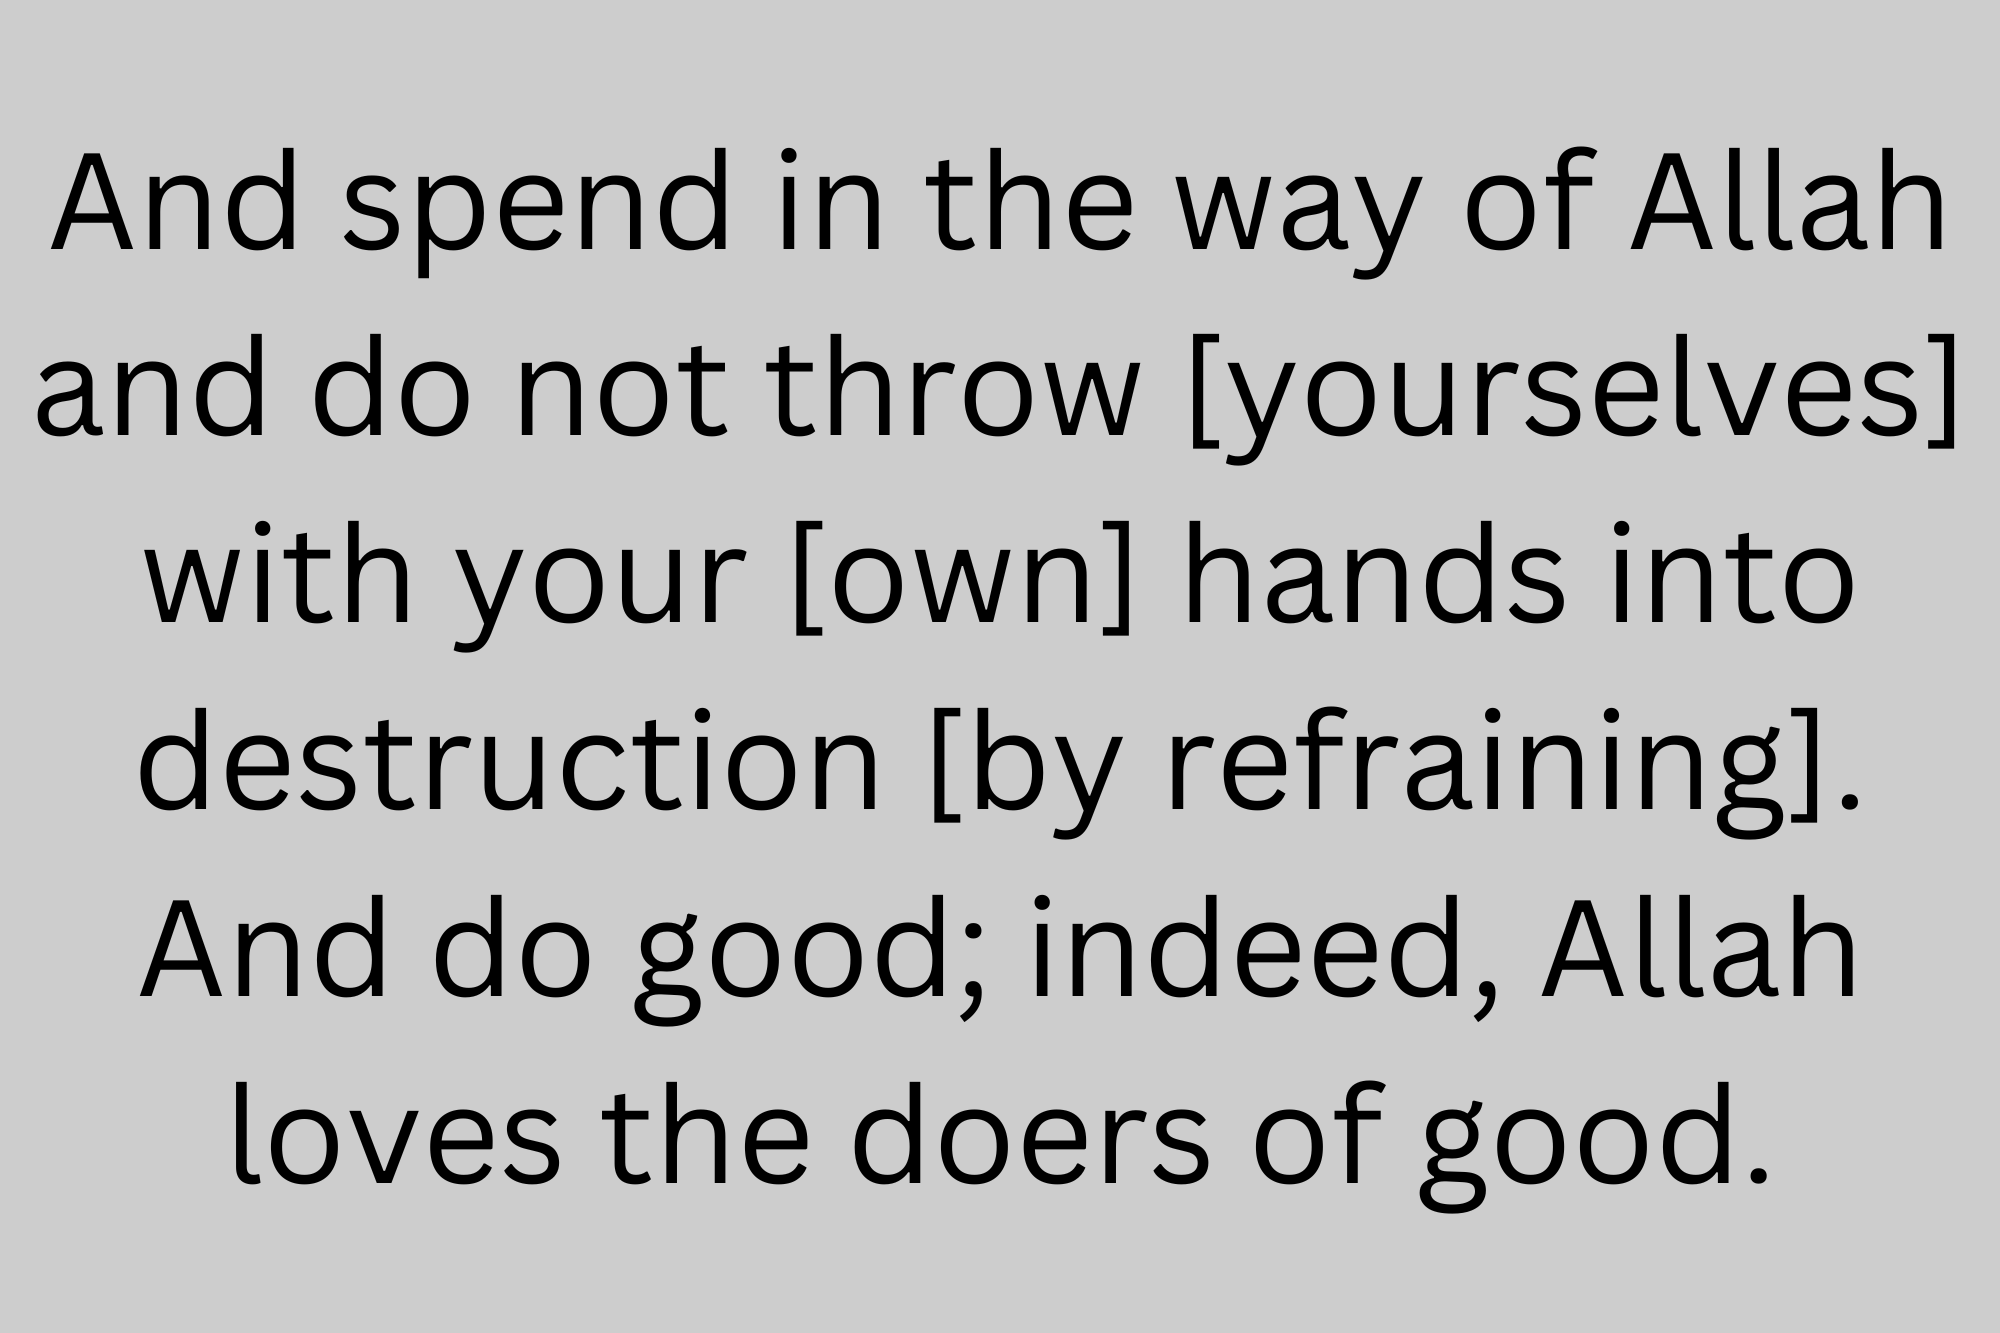 And spend in the way of Allah
and do not throw [yourselves]
with your [own] hands into
destruction [by refraining].
And do good; indeed, Allah
loves the doers of good.